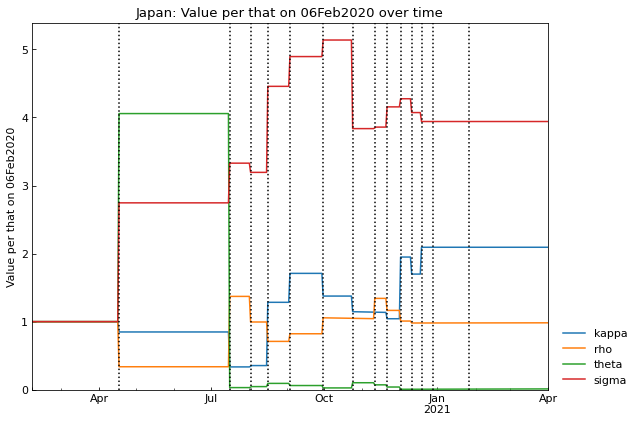 Japan: Value per that on 06Feb2020 over time
Value per that on 06Feb2020
5
4
3
2
1
0
Apr
Jul
Oct
Jan
2021
Apr
kappa
rho
theta
sigma